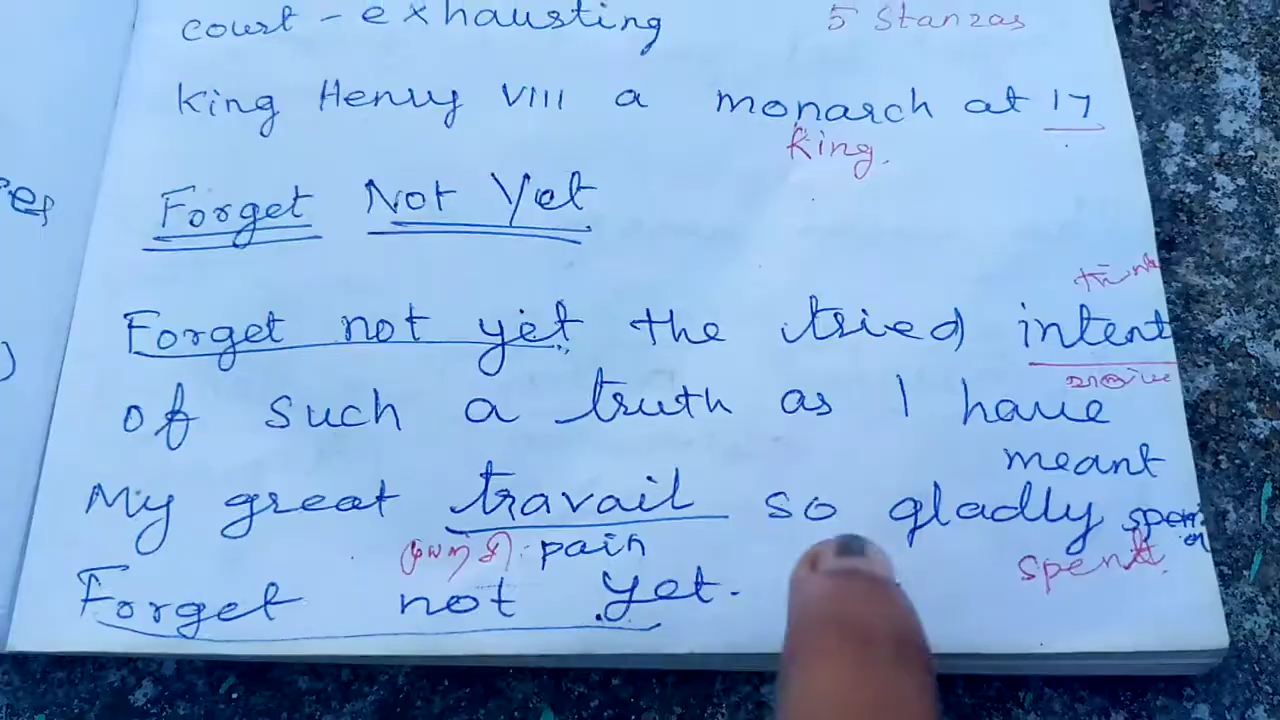 court - exhausting 5 Stanzas
King Henry VIII a monarch at 17
King.
Forget Not Yet
Forget not yet the tried intent
of such a truth as I have
meant
My great travail so gladly
முயற்சி. pain spent.
Forget not yet.